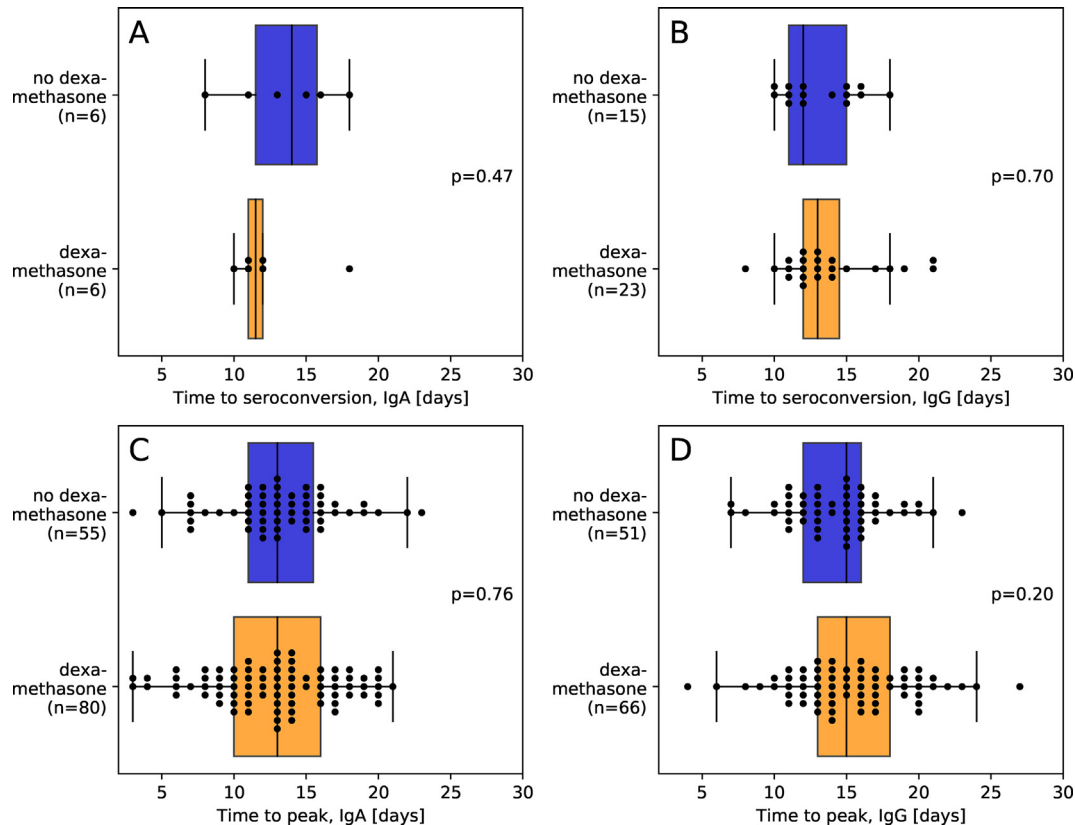 A
no dexa-
methasone
(n=6)
p=0.47
dexa-
methasone
(n=6)
5 10 15 20 25 30
Time to seroconversion, IgA [days]
B
no dexa-
methasone
(n=15)
p=0.70
dexa-
methasone
(n=23)
5 10 15 20 25 30
Time to seroconversion, IgG [days]
C
no dexa-
methasone
(n=55)
p=0.76
dexa-
methasone
(n=80)
5 10 15 20 25 30
Time to peak, IgA [days]
D
no dexa-
methasone
(n=51)
p=0.20
dexa-
methasone
(n=66)
5 10 15 20 25 30
Time to peak, IgG [days]